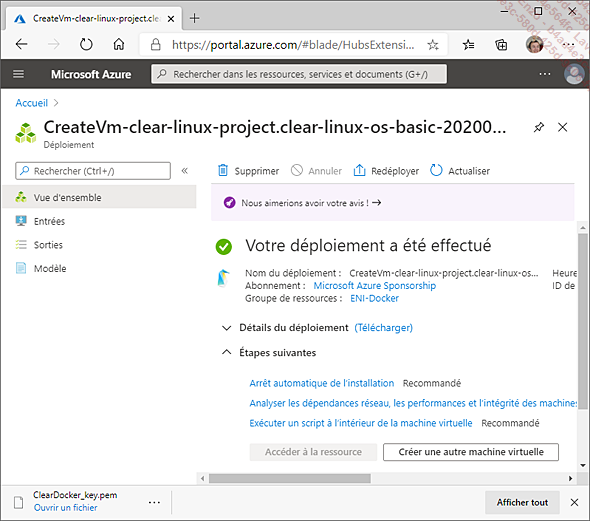 CreateVm-clear-linux-project.cle
https://portal.azure.com/#blade/HubsExtensi...
Microsoft Azure
Rechercher dans les ressources, services et documents (G+/)
Accueil
CreateVm-clear-linux-project.clear-linux-os-basic-20200...
Déploiement
Rechercher (Ctrl+/)
Supprimer
Annuler
Redéployer
Actualiser
Vue d'ensemble
Entrées
Sorties
Modèle
Nous aimerions avoir votre avis ! →
Votre déploiement a été effectué
Nom du déploiement : CreateVm-clear-linux-project.clear-linux-os... Heure
Abonnement : Microsoft Azure Sponsorship ID de
Groupe de ressources : ENI-Docker
Détails du déploiement (Télécharger)
Étapes suivantes
Arrêt automatique de l'installation Recommandé
Analyser les dépendances réseau, les performances et l'intégrité des machines
Exécuter un script à l'intérieur de la machine virtuelle Recommandé
Accéder à la ressource
Créer une autre machine virtuelle
ClearDocker_key.pem
Ouvrir un fichier
Afficher tout